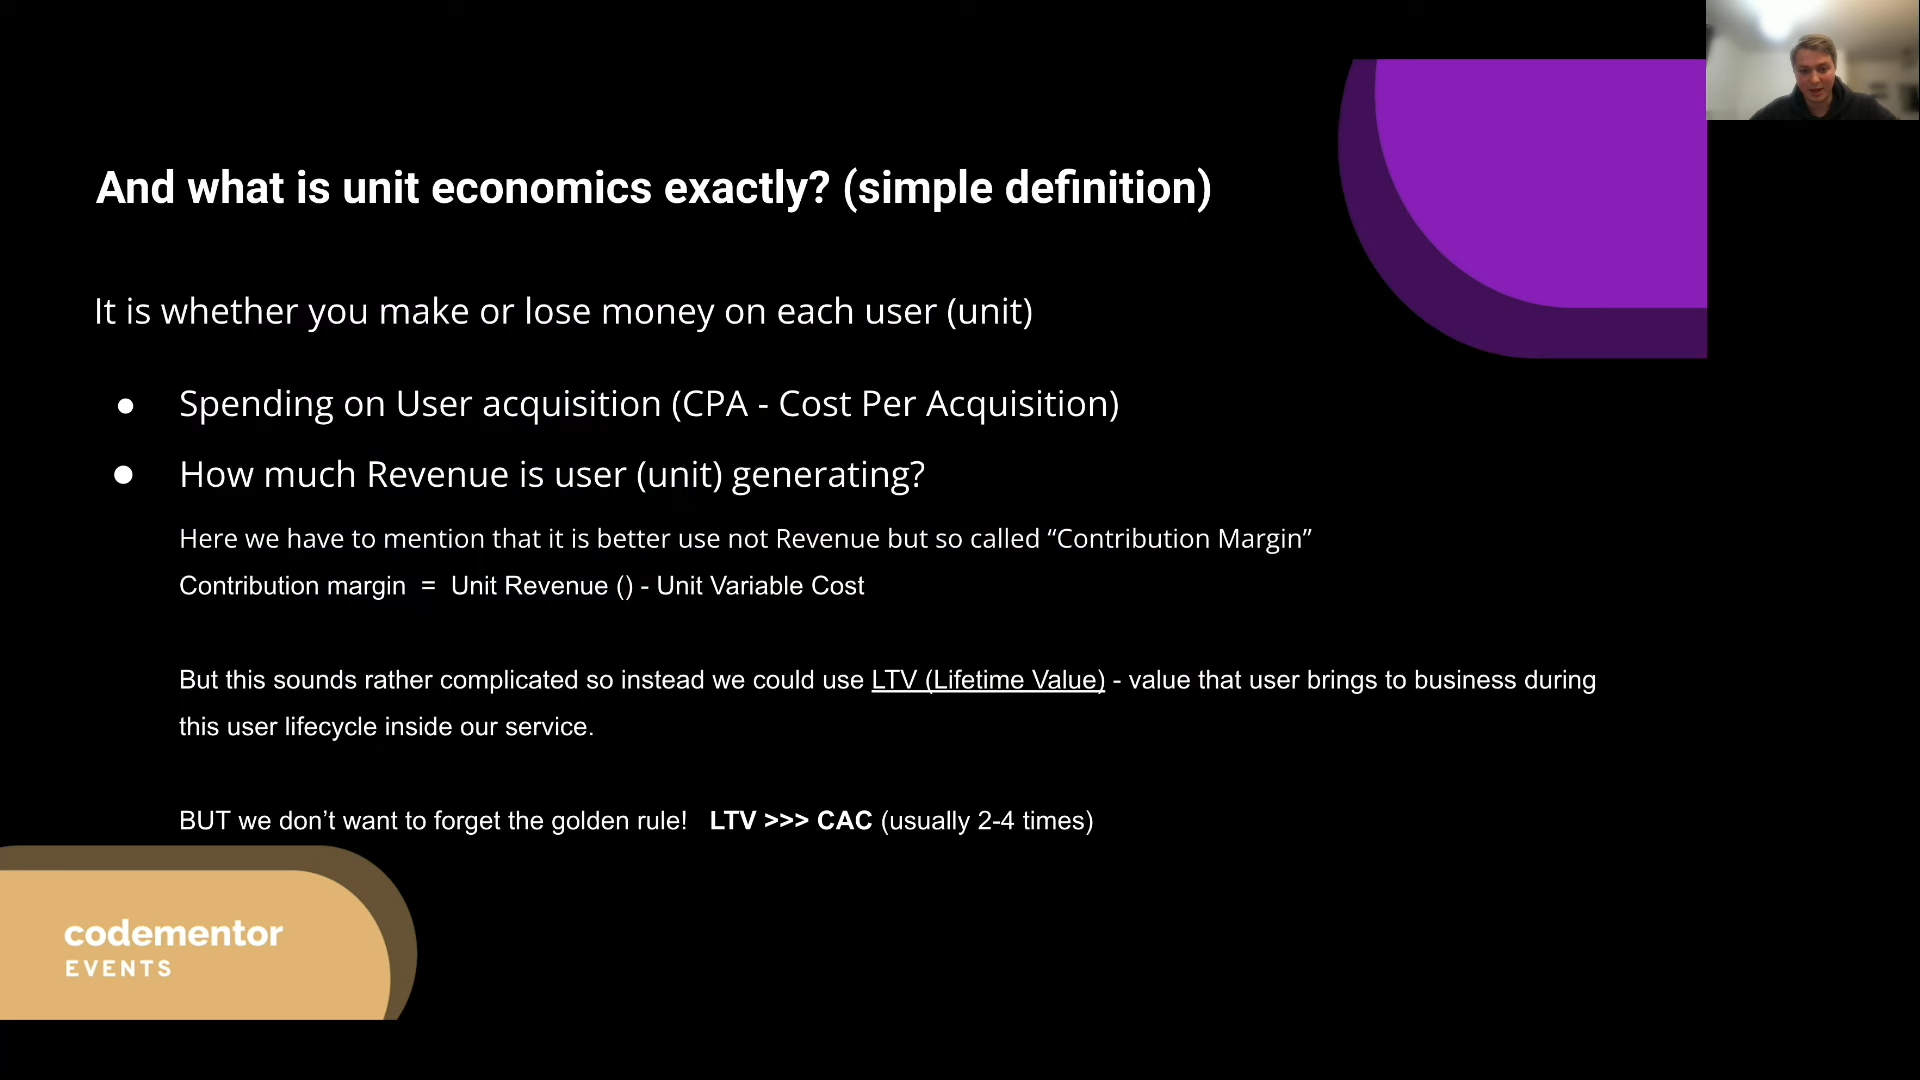 And what is unit economics exactly? (simple definition)
It is whether you make or lose money on each user (unit)
● Spending on User acquisition (CPA - Cost Per Acquisition)
● How much Revenue is user (unit) generating?
Here we have to mention that it is better use not Revenue but so called “Contribution Margin”
Contribution margin = Unit Revenue () - Unit Variable Cost
But this sounds rather complicated so instead we could use LTV (Lifetime Value) - value that user brings to business during
this user lifecycle inside our service.
BUT we don’t want to forget the golden rule! LTV >>> CAC (usually 2-4 times)
codementor
EVENTS